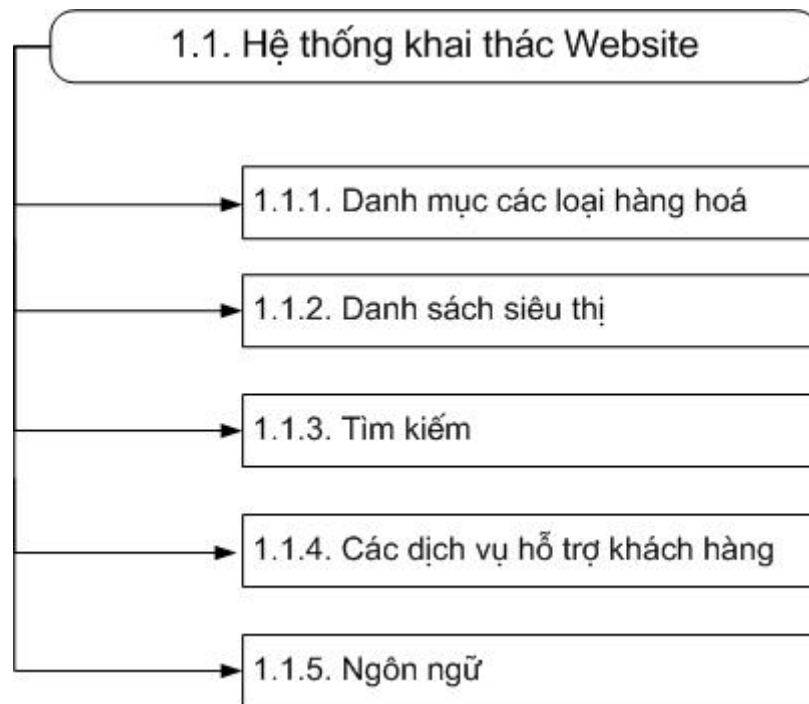 1.1. Hệ thống khai thác Website
1.1.1. Danh mục các loại hàng hoá
1.1.2. Danh sách siêu thị
1.1.3. Tìm kiếm
1.1.4. Các dịch vụ hỗ trợ khách hàng
1.1.5. Ngôn ngữ